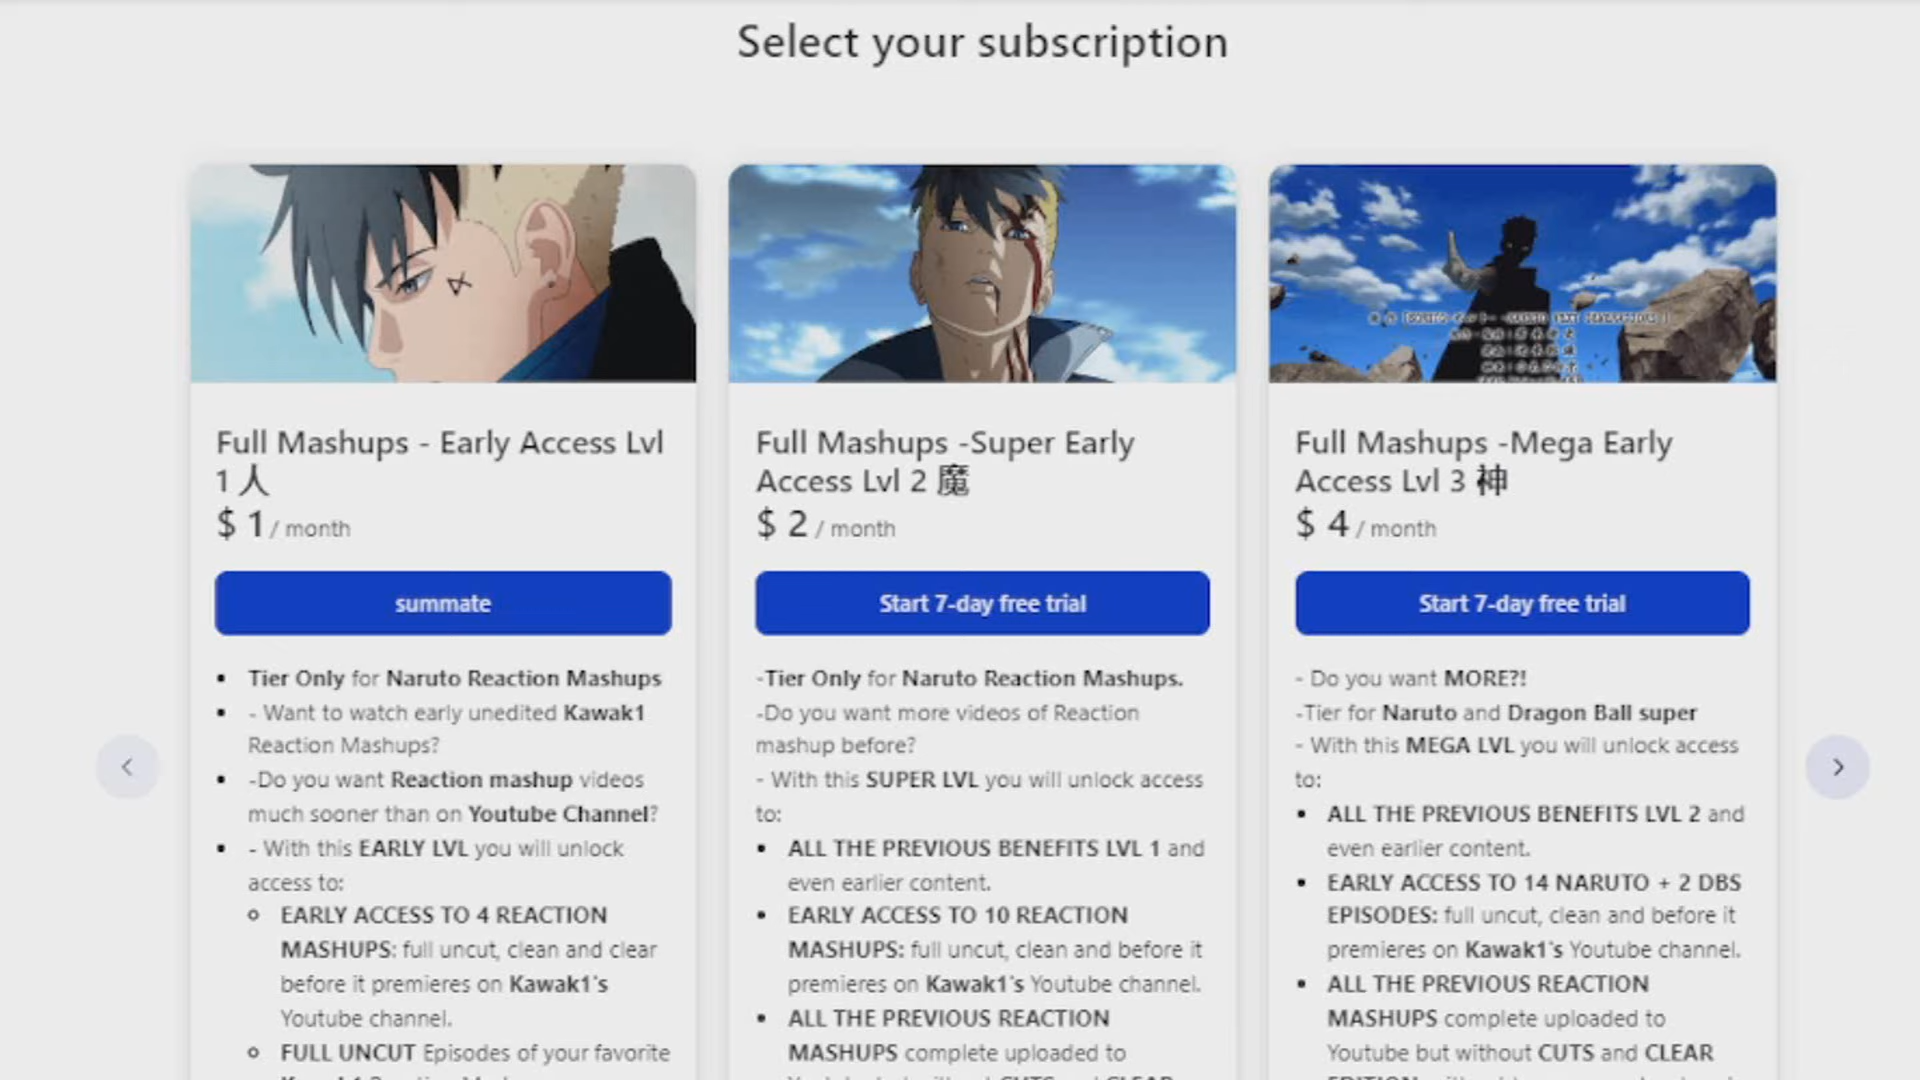 Select your subscription
Full Mashups - Early Access Lvl
1 人
$ 1 / month
summate
Tier Only for Naruto Reaction Mashups
- Want to watch early unedited Kawak1
Reaction Mashups?
-Do you want Reaction mashup videos
much sooner than on Youtube Channel?
- With this EARLY LVL you will unlock
access to:
EARLY ACCESS TO 4 REACTION
MASHUPS: full uncut, clean and clear
before it premieres on Kawak1's
Youtube channel.
FULL UNCUT Episodes of your favorite
Full Mashups -Super Early
Access Lvl 2 魔
$ 2 / month
Start 7-day free trial
-Tier Only for Naruto Reaction Mashups.
-Do you want more videos of Reaction
mashup before?
- With this SUPER LVL you will unlock access
to:
ALL THE PREVIOUS BENEFITS LVL 1 and
even earlier content.
EARLY ACCESS TO 10 REACTION
MASHUPS: full uncut, clean and before it
premieres on Kawak1's Youtube channel.
ALL THE PREVIOUS REACTION
MASHUPS complete uploaded to
Full Mashups -Mega Early
Access Lvl 3 神
$ 4 / month
Start 7-day free trial
- Do you want MORE?!
-Tier for Naruto and Dragon Ball super
- With this MEGA LVL you will unlock access
to:
ALL THE PREVIOUS BENEFITS LVL 2 and
even earlier content.
EARLY ACCESS TO 14 NARUTO + 2 DBS
EPISODES: full uncut, clean and before it
premieres on Kawak1's Youtube channel.
ALL THE PREVIOUS REACTION
MASHUPS complete uploaded to
Youtube but without CUTS and CLEAR